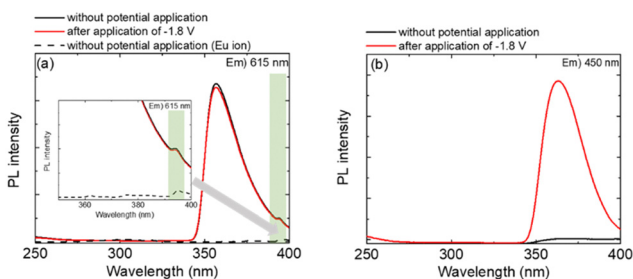 without potential application
after application of -1.8 V
without potential application (Eu ion)
(a)
Em) 615 nm
PL intensity
Em) 615 nm
PL intensity
360
380
400
Wavelength (nm)
250
300
350
400
Wavelength (nm)
without potential application
after application of -1.8 V
(b)
Em) 450 nm
PL intensity
250
300
350
400
Wavelength (nm)